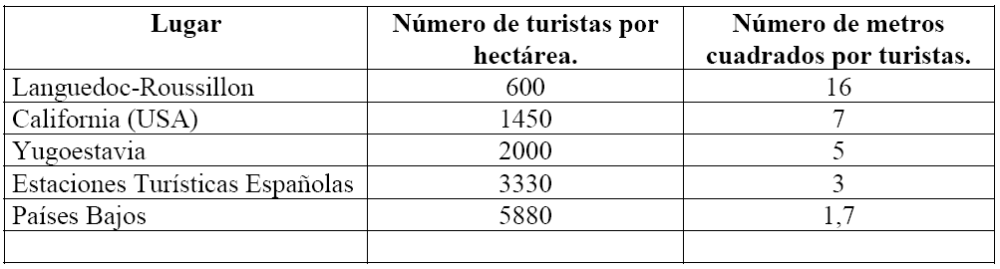 Lugar Número de turistas por hectárea. Número de metros cuadrados por turistas.
Languedoc-Roussillon 600 16
California (USA) 1450 7
Yugoestavia 2000 5
Estaciones Turísticas Españolas 3330 3
Países Bajos 5880 1,7